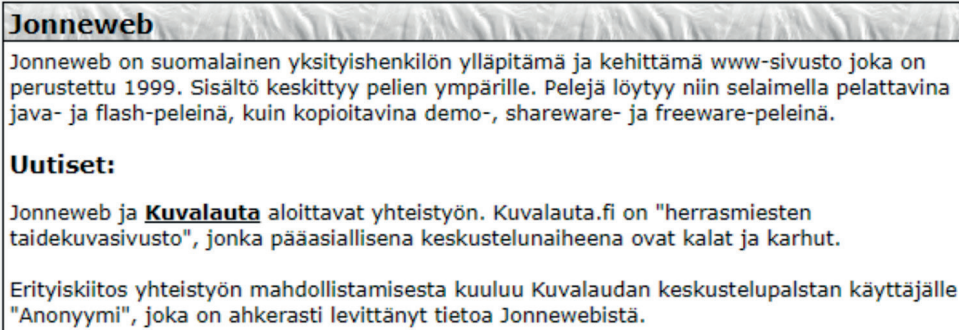 Jonneweb
Jonneweb on suomalainen yksityishenkilön ylläpitämä ja kehittämä www-sivusto joka on
perustettu 1999. Sisältö keskittyy pelien ympärille. Pelejä löytyy niin selaimella pelattavina
java- ja flash-peleinä, kuin kopioitavina demo-, shareware- ja freeware-peleinä.
Uutiset:
Jonneweb ja Kuvalauta aloittavat yhteistyön. Kuvalauta.fi on "herrasmiesten
taidekuvasivusto", jonka pääasiallisena keskustelunaiheena ovat kalat ja karhut.
Erityiskiitos yhteistyön mahdollistamisesta kuuluu Kuvalaudan keskustelupalstan käyttäjälle
"Anonyymi", joka on ahkerasti levittänyt tietoa Jonnewebistä.